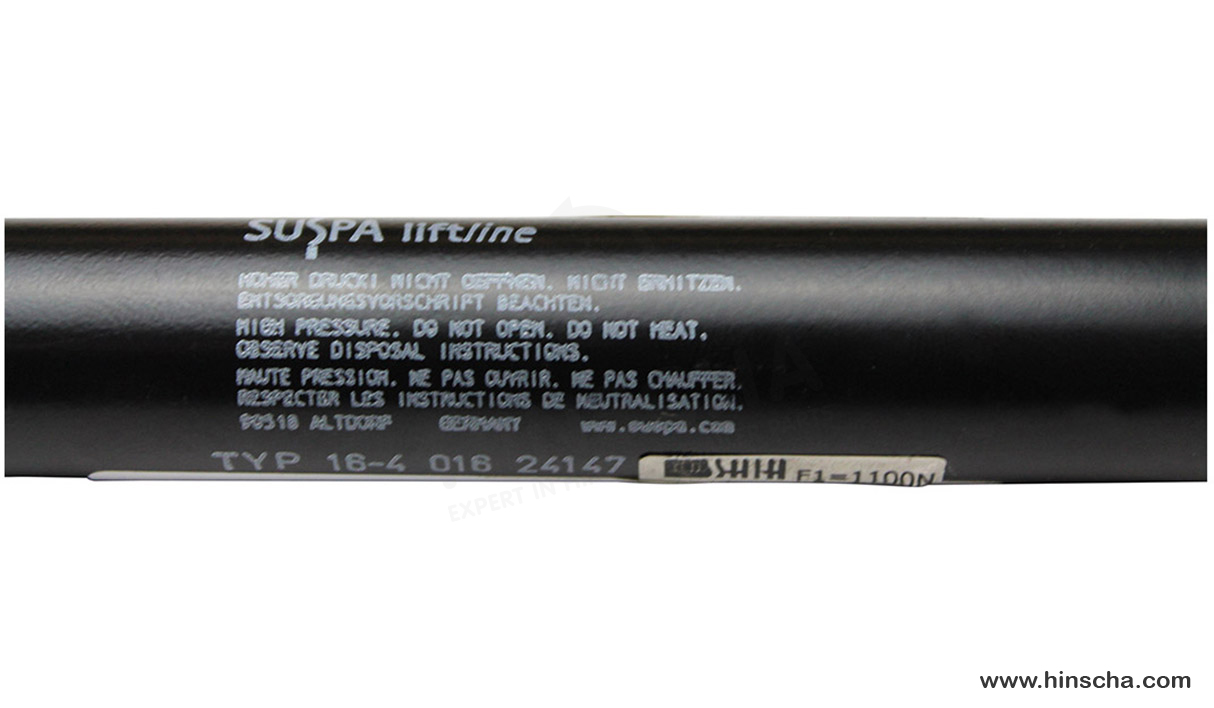 SUSPA liftline
HOHER DRUCK! NICHT OEFFNEN. NICHT ERHITZEN.
ENTSORGUNGSVORSCHRIFT BEACHTEN.
HIGH PRESSURE. DO NOT OPEN. DO NOT HEAT.
OBSERVE DISPOSAL INSTRUCTIONS.
HAUTE PRESSION. NE PAS OUVRIR. NE PAS CHAUFFER.
RESPECTER LES INSTRUCTIONS DE NEUTRALISATION.
90518 ALTDORF GERMANY www.suspa.com
TYP 16-4 016 24147
F1=1100N
EXPERT IN
www.hinscha.com